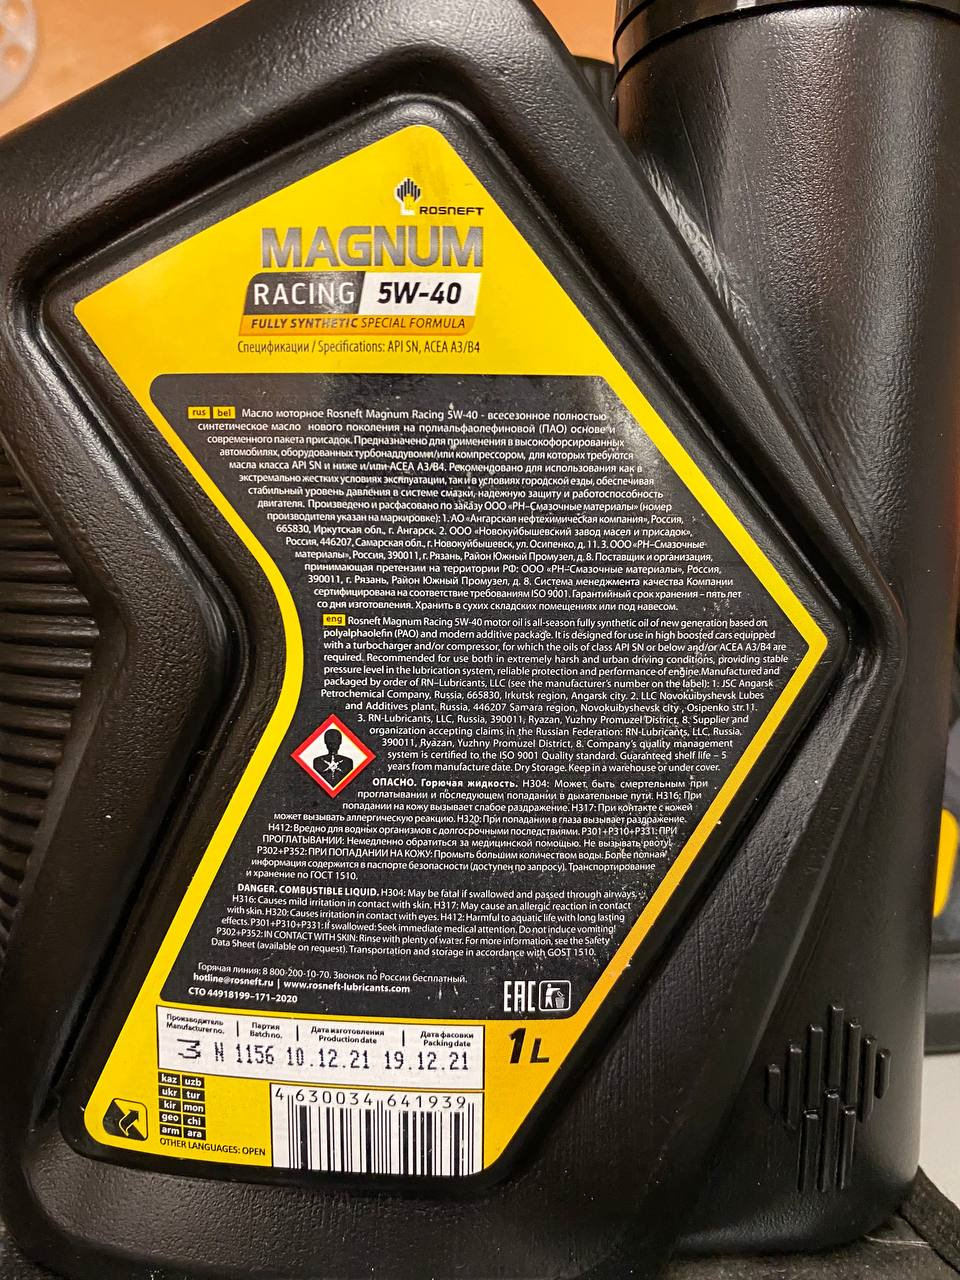 ROSNEFT
MAGNUM
RACING 5W-40
FULLY SYNTHETIC SPECIAL FORMULA
Спецификации / Specifications: API SN, ACEA A3/B4
rus bel Масло моторное Rosneft Magnum Racing 5W-40 - всесезонное полностью
синтетическое масло нового поколения на полиальфаолефиновой (ПАО) основе и
современного пакета присадок. Предназначено для применения в высокофорсированных
автомобилях, оборудованных турбонаддувом и/или компрессором, для которых требуются
масла класса API SN и ниже и/или ACEA A3/B4. Рекомендовано для использования как в
экстремально жестких условиях эксплуатации, так и в условиях городской езды, обеспечивая
стабильный уровень давления в системе смазки, надежную защиту и работоспособность
двигателя. Произведено и расфасовано по заказу ООО «РН–Смазочные материалы» (номер
производителя указан на маркировке): 1. АО «Ангарская нефтехимическая компания», Россия,
665830, Иркутская обл., г. Ангарск. 2. ООО «Новокуйбышевский завод масел и присадок»,
Россия, 446207, Самарская обл., г. Новокуйбышевск, ул. Осипенко, д. 11. 3. ООО «РН–Смазочные
материалы», Россия, 390011, г. Рязань, Район Южный Промузел, д. 8. Поставщик и организация,
принимающая претензии на территории РФ: ООО «РН–Смазочные материалы», Россия,
390011, г. Рязань, Район Южный Промузел, д. 8. Система менеджмента качества Компании
сертифицирована на соответствие требованиям ISO 9001. Гарантийный срок хранения – пять лет
со дня изготовления. Хранить в сухих складских помещениях или под навесом.
eng Rosneft Magnum Racing 5W-40 motor oil is all-season fully synthetic oil of new generation based on
polyalphaolefin (PAO) and modern additive package. It is designed for use in high boosted cars equipped
with a turbocharger and/or compressor, for which the oils of class API SN or below and/or ACEA A3/B4 are
required. Recommended for use both in extremely harsh and urban driving conditions, providing stable
pressure level in the lubrication system, reliable protection and performance of engine.Manufactured and
packaged by order of RN–Lubricants, LLC (see the manufacturer's number on the label): 1: JSC Angarsk
Petrochemical Company, Russia, 665830, Irkutsk region, Angarsk city. 2. LLC Novokuibyshevsk Lubes
and Additives plant, Russia, 446207 Samara region, Novokuibyshevsk city , Osipenko str.11.
3. RN-Lubricants, LLC, Russia, 390011, Ryazan, Yuzhny Promuzel District, 8. Supplier and
organization accepting claims in the Russian Federation: RN-Lubricants, LLC, Russia,
390011, Ryazan, Yuzhny Promuzel District, 8. Company's quality management
system is certified to the ISO 9001 Quality standard. Guaranteed shelf life – 5
years from manufacture date. Dry Storage. Keep in a warehouse or under cover.
ОПАСНО. Горючая жидкость. H304: Может быть смертельным при
проглатывании и последующем попадании в дыхательные пути. H316: При
попадании на кожу вызывает слабое раздражение. H317: При контакте с кожей
может вызывать аллергическую реакцию. H320: При попадании в глаза вызывает раздражение.
H412: Вредно для водных организмов с долгосрочными последствиями. P301+P310+P331: ПРИ
ПРОГЛАТЫВАНИИ: Немедленно обратиться за медицинской помощью. Не вызывать рвоту!
P302+P352: ПРИ ПОПАДАНИИ НА КОЖУ: Промыть большим количеством воды. Более полная
информация содержится в паспорте безопасности (доступен по запросу). Транспортирование
и хранение по ГОСТ 1510.
DANGER. COMBUSTIBLE LIQUID. H304: May be fatal if swallowed and passed through airways,
H316: Causes mild irritation in contact with skin. H317: May cause an allergic reaction in contact
with skin. H320: Causes irritation in contact with eyes. H412: Harmful to aquatic life with long lasting
effects. P301+P310+P331: If swallowed: Seek immediate medical attention. Do not induce vomiting!
P302+P352: IN CONTACT WITH SKIN: Rinse with plenty of water. For more information, see the Safety
Data Sheet (available on request). Transportation and storage in accordance with GOST 1510.
Горячая линия: 8 800-200-10-70. Звонок по России бесплатный.
hotline@rosneft.ru | www.rosneft-lubricants.com
СТО 44918199–171–2020
EAC
Производитель Партия Дата изготовления Дата фасовки
Manufacturer no. Batch no. Production date Packing date
3 N 1156 10.12.21 19.12.21
1L
kaz uzb
ukr tur
kir mon
geo chi
arm ara
OTHER LANGUAGES: OPEN
4 630034 641939